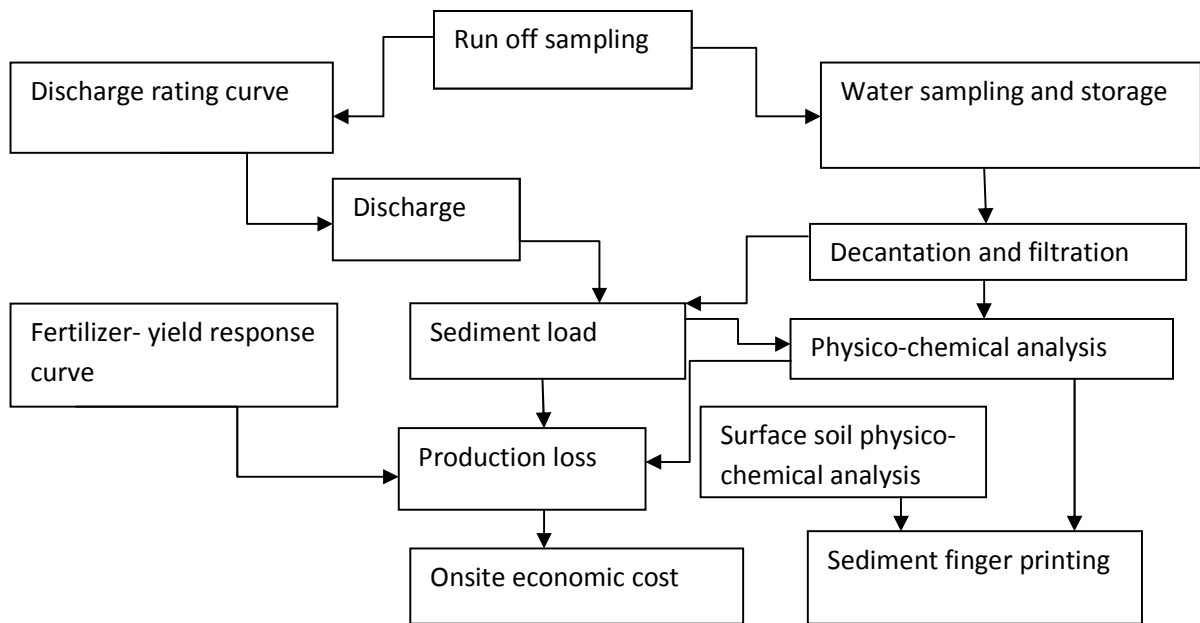 Run off sampling
Discharge rating curve
Water sampling and storage
Discharge
Decantation and filtration
Fertilizer- yield response
curve
Sediment load
Physico-chemical analysis
Production loss
Surface soil physico-
chemical analysis
Onsite economic cost
Sediment finger printing